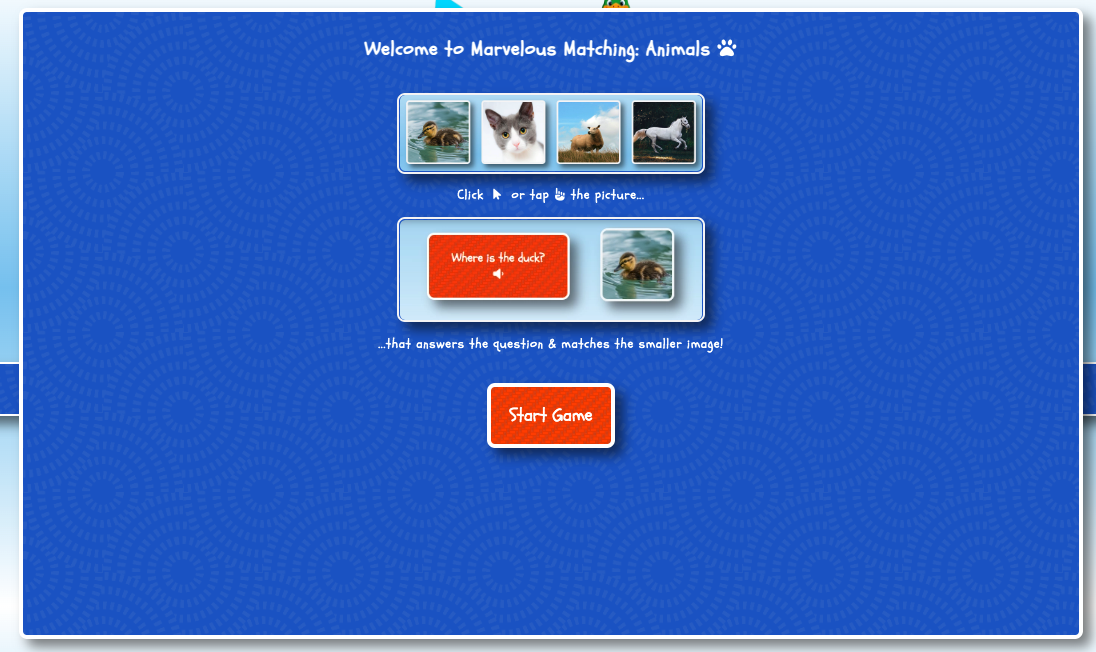 Welcome to Marvelous Matching: Animals
Click or tap the picture...
Where is the duck?
...that answers the question & matches the smaller image!
Start Game